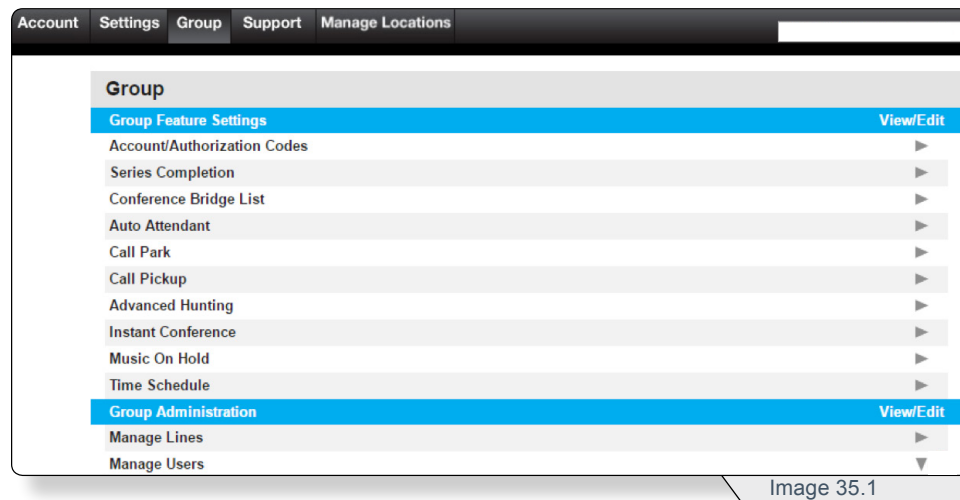 Account Settings Group Support Manage Locations
Group
Group Feature Settings View/Edit
Account/Authorization Codes
Series Completion
Conference Bridge List
Auto Attendant
Call Park
Call Pickup
Advanced Hunting
Instant Conference
Music On Hold
Time Schedule
Group Administration View/Edit
Manage Lines
Manage Users
Image 35.1